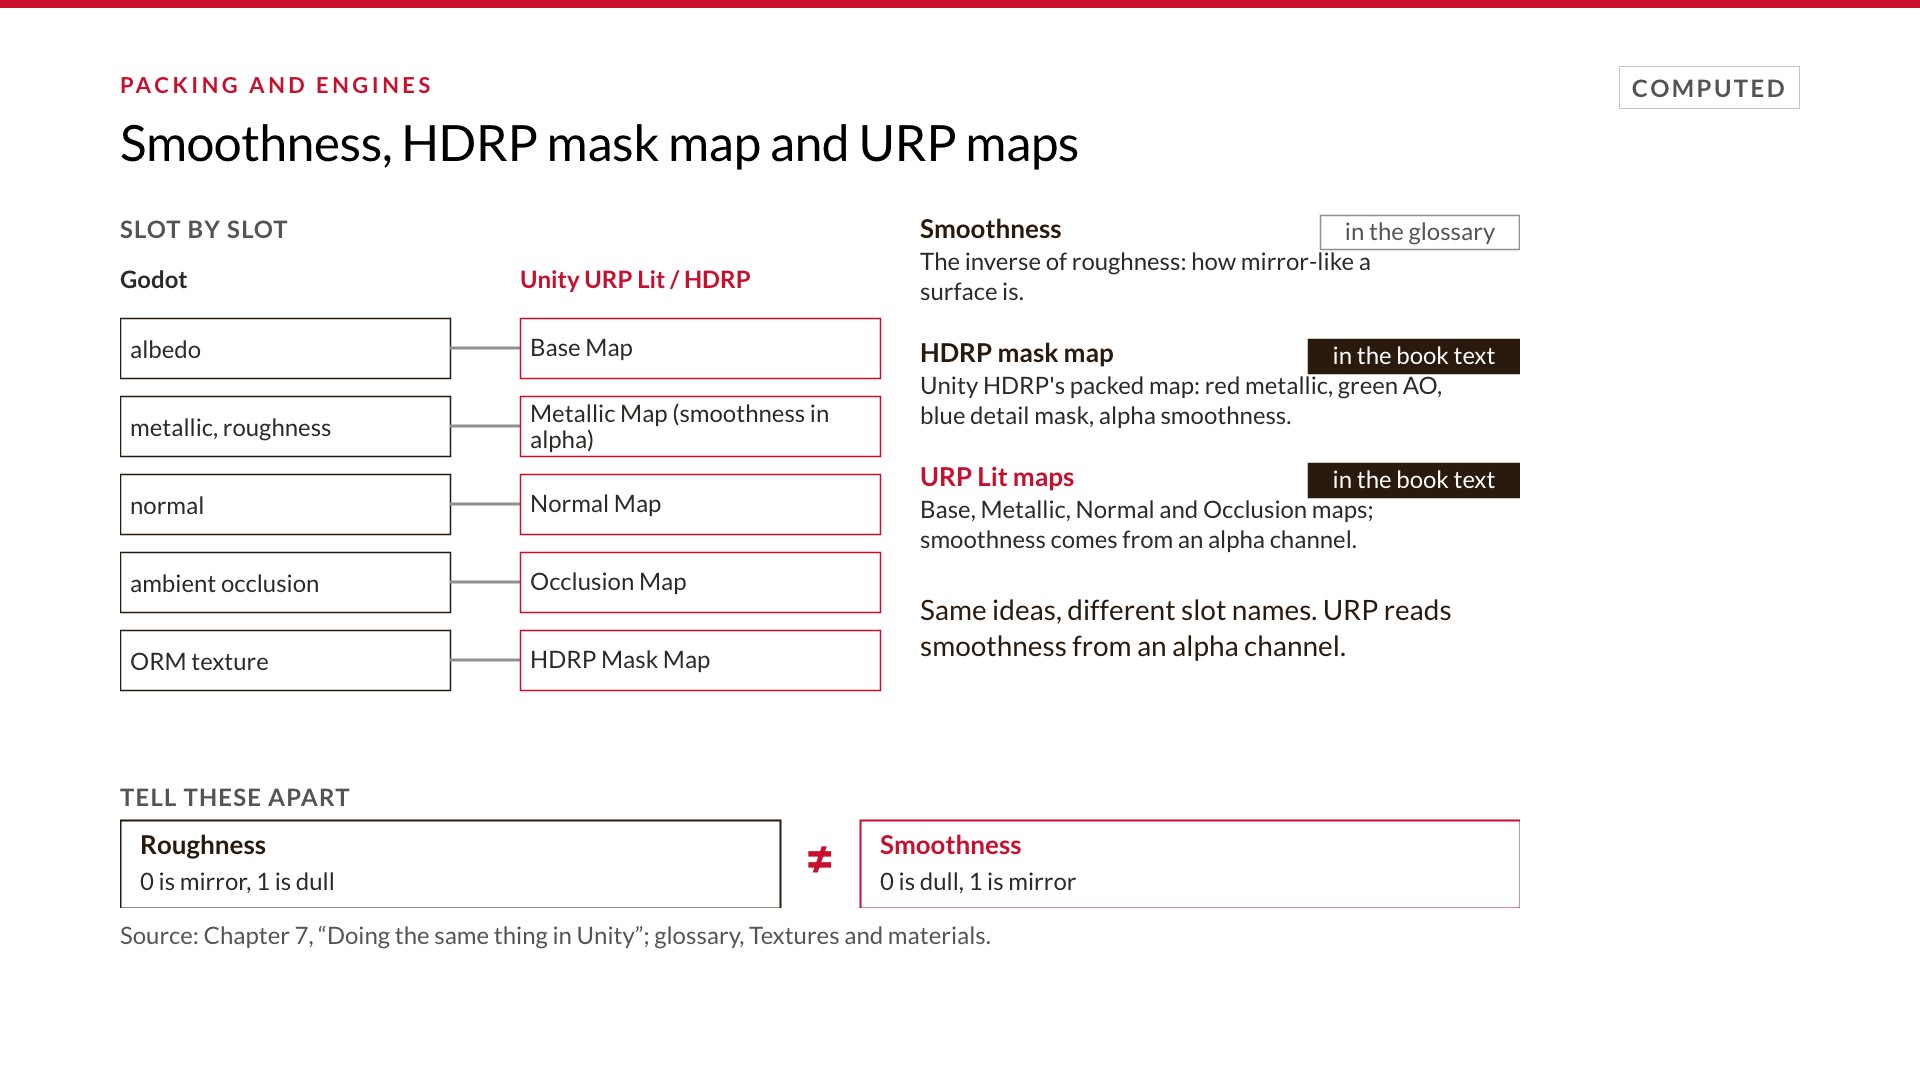 PACKING AND ENGINES
COMPUTED
Smoothness, HDRP mask map and URP maps
SLOT BY SLOT
Godot
Unity URP Lit / HDRP
albedo
Base Map
metallic, roughness
Metallic Map (smoothness in
alpha)
normal
Normal Map
ambient occlusion
Occlusion Map
ORM texture
HDRP Mask Map
Smoothness
in the glossary
The inverse of roughness: how mirror-like a
surface is.
HDRP mask map
in the book text
Unity HDRP's packed map: red metallic, green AO,
blue detail mask, alpha smoothness.
URP Lit maps
in the book text
Base, Metallic, Normal and Occlusion maps;
smoothness comes from an alpha channel.
Same ideas, different slot names. URP reads
smoothness from an alpha channel.
TELL THESE APART
Roughness
0 is mirror, 1 is dull
≠
Smoothness
0 is dull, 1 is mirror
Source: Chapter 7, “Doing the same thing in Unity”; glossary, Textures and materials.